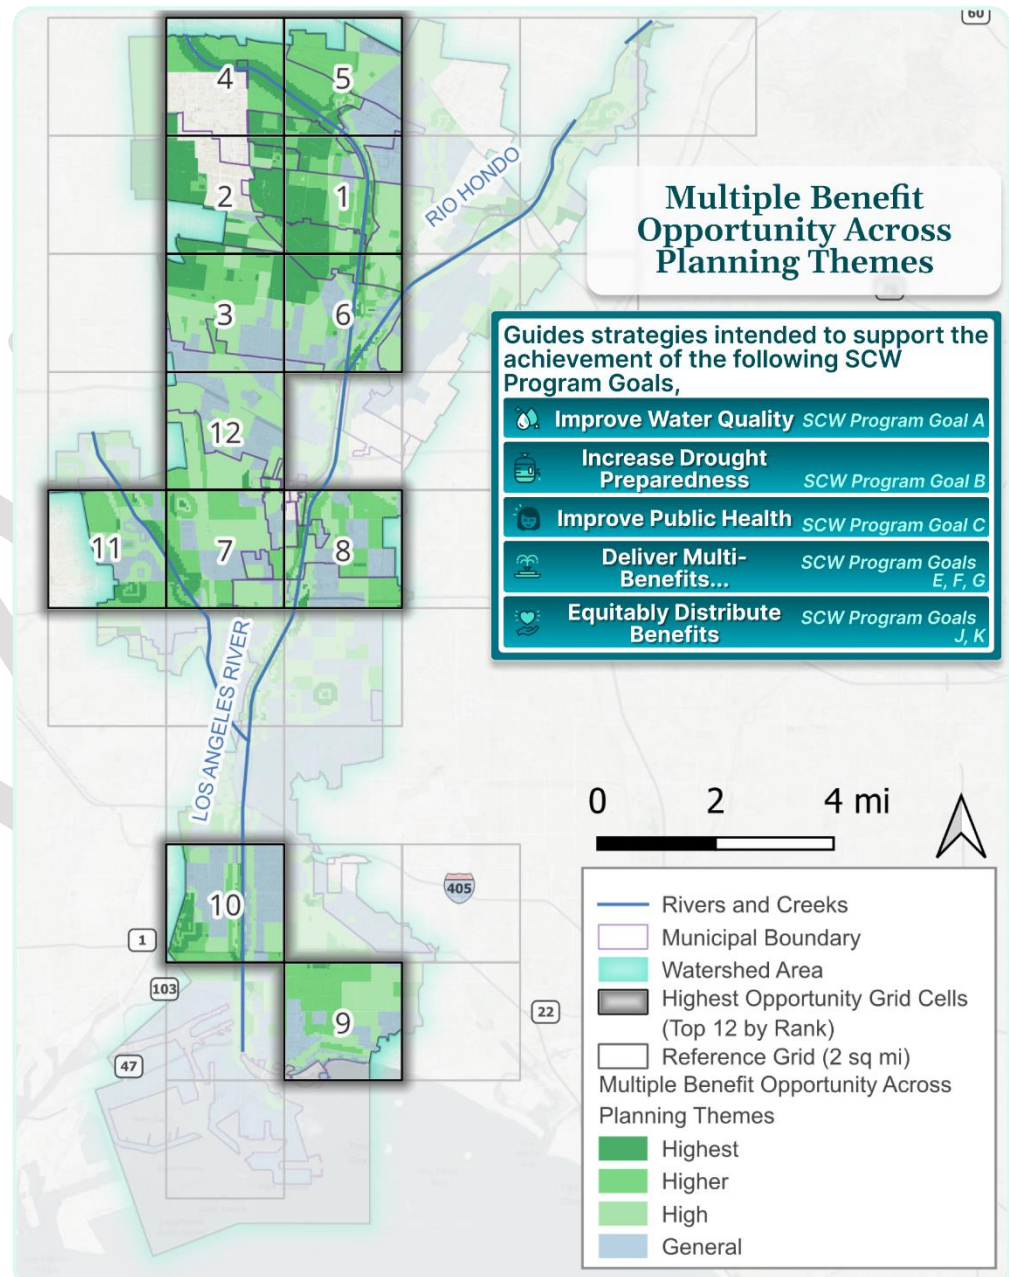 60
4
5
2
1
RIO HONDO
Multiple Benefit
Opportunity Across
Planning Themes
3
6
Guides strategies intended to support the
achievement of the following SCW
Program Goals,
Improve Water Quality SCW Program Goal A
Increase Drought
Preparedness SCW Program Goal B
Improve Public Health SCW Program Goal C
Deliver Multi-
Benefits... SCW Program Goals
E, F, G
Equitably Distribute
Benefits SCW Program Goals
J, K
12
11
7
8
LOS ANGELES RIVER
0 2 4 mi
10
405
1
103
9
22
47
Rivers and Creeks
Municipal Boundary
Watershed Area
Highest Opportunity Grid Cells
(Top 12 by Rank)
Reference Grid (2 sq mi)
Multiple Benefit Opportunity Across
Planning Themes
Highest
Higher
High
General